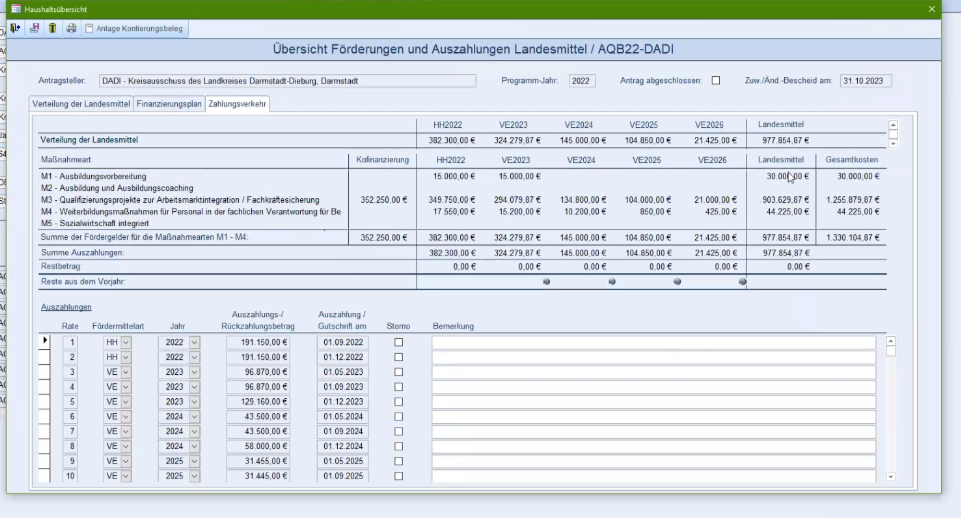 Haushaltsübersicht
Anlage Kontierungsbeleg
Übersicht Förderungen und Auszahlungen Landesmittel / AQB22-DADI
Antragsteller: DADI - Kreisausschuss des Landkreises Darmstadt-Dieburg, Darmstadt Programm-Jahr: 2022 Antrag abgeschlossen: Zuw./Änd.-Bescheid am: 31.10.2023
Verteilung der Landesmittel Finanzierungsplan Zahlungsverkehr
HH2022 VE2023 VE2024 VE2025 VE2026 Landesmittel
Verteilung der Landesmittel 382.300,00 € 324.279,87 € 145.000,00 € 104.850,00 € 21.425,00 € 977.854,87 €
Maßnahmeart Kofinanzierung HH2022 VE2023 VE2024 VE2025 VE2026 Landesmittel Gesamtkosten
M1 - Ausbildungsvorbereitung 15.000,00 € 15.000,00 € 30.000,00 € 30.000,00 €
M2 - Ausbildung und Ausbildungscoaching
M3 - Qualifizierungsprojekte zur Arbeitsmarktintegration / Fachkräftesicherung 352.250,00 € 349.750,00 € 294.079,87 € 134.800,00 € 104.000,00 € 21.000,00 € 903.629,87 € 1.255.879,87 €
M4 - Weiterbildungsmaßnahmen für Personal in der fachlichen Verantwortung für Be 17.550,00 € 15.200,00 € 10.200,00 € 850,00 € 425,00 € 44.225,00 € 44.225,00 €
M5 - Sozialwirtschaft integriert
Summe der Fördergelder für die Maßnahmearten M1 - M4: 352.250,00 € 382.300,00 € 324.279,87 € 145.000,00 € 104.850,00 € 21.425,00 € 977.854,87 € 1.330.104,87 €
Summe Auszahlungen: 382.300,00 € 324.279,87 € 145.000,00 € 104.850,00 € 21.425,00 € 977.854,87 €
Restbetrag: 0,00 € 0,00 € 0,00 € 0,00 € 0,00 € 0,00 €
Reste aus dem Vorjahr:
Auszahlungen
Auszahlungs-/ Auszahlung /
Rate Fördermittelart Jahr Rückzahlungsbetrag Gutschrift am Storno Bemerkung
1 HH 2022 191.150,00 € 01.09.2022
2 HH 2022 191.150,00 € 01.12.2022
3 VE 2023 96.870,00 € 01.05.2023
4 VE 2023 96.870,00 € 01.09.2023
5 VE 2023 129.160,00 € 01.12.2023
6 VE 2024 43.500,00 € 01.05.2024
7 VE 2024 43.500,00 € 01.09.2024
8 VE 2024 58.000,00 € 01.12.2024
9 VE 2025 31.455,00 € 01.05.2025
10 VE 2025 31.445,00 € 01.09.2025